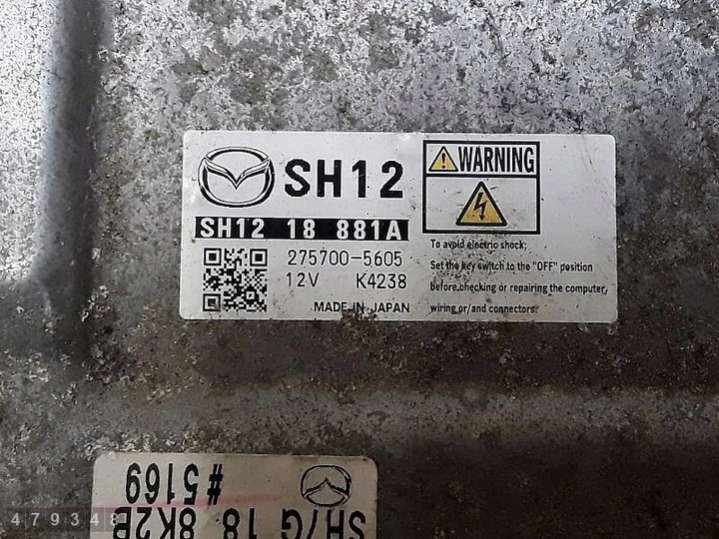 SH12
SH12 18 881A
275700-5605
12V K4238
MADE IN JAPAN
WARNING
To avoid electric shock;
Set the key switch to the "OFF" position
before checking or repairing the computer,
wiring or/and connectors.
#5169
SH/G 18 8K2B
479348